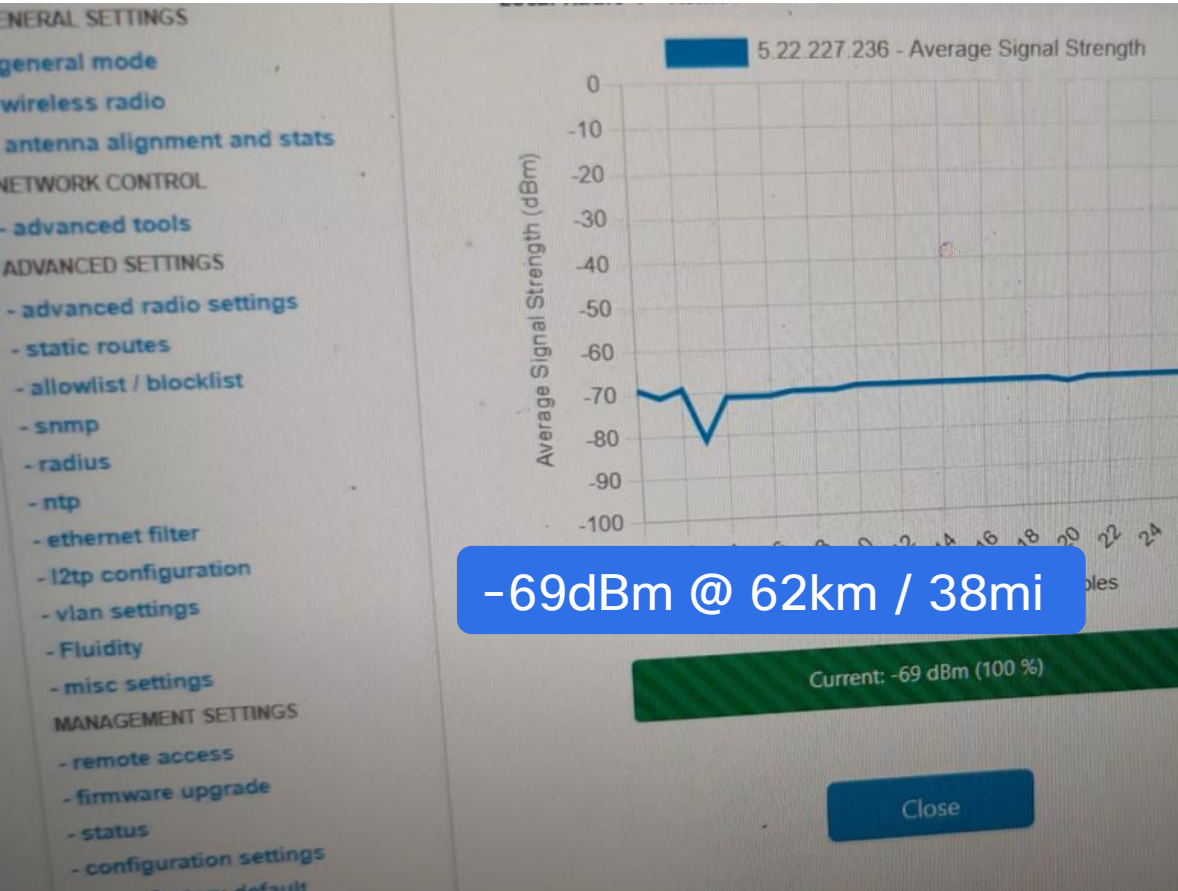 ENERAL SETTINGS
general mode
wireless radio
antenna alignment and stats
NETWORK CONTROL
- advanced tools
ADVANCED SETTINGS
- advanced radio settings
- static routes
- allowlist / blocklist
- snmp
- radius
- ntp
- ethernet filter
- l2tp configuration
- vlan settings
- Fluidity
- misc settings
MANAGEMENT SETTINGS
- remote access
- firmware upgrade
- status
- configuration settings
default
5.22.227.236 - Average Signal Strength
Average Signal Strength (dBm)
0
-10
-20
-30
-40
-50
-60
-70
-80
-90
-100
16 18 20 22 24
-69dBm @ 62km / 38mi
Current: -69 dBm (100 %)
Close